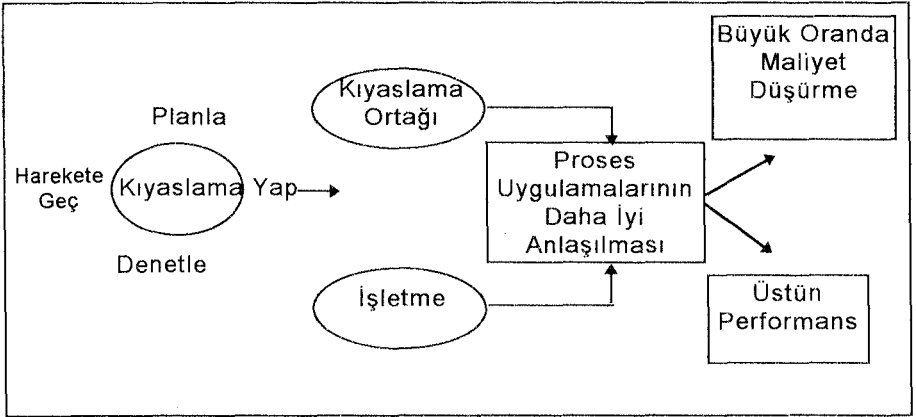 Planla
Harekete
Geç
Kıyaslama
Yap
Denetle
Kıyaslama
Ortağı
İşletme
Proses
Uygulamalarının
Daha İyi
Anlaşılması
Büyük Oranda
Maliyet
Düşürme
Üstün
Performans